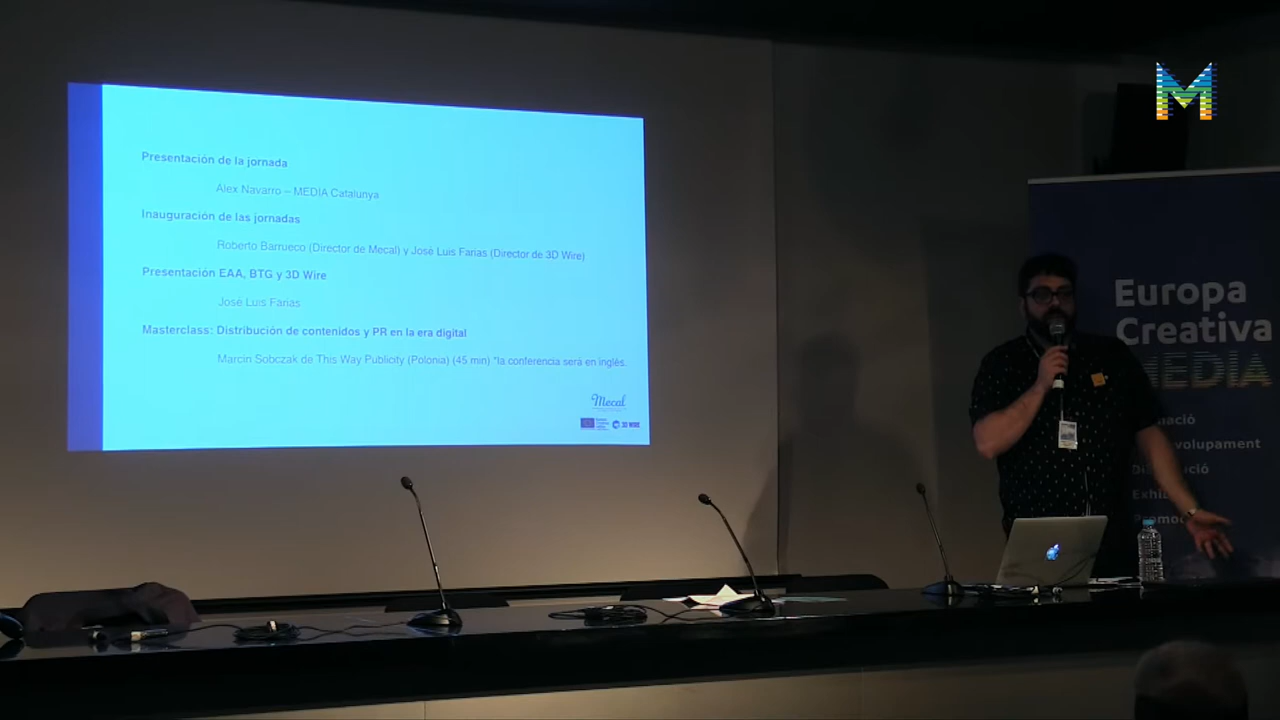 Presentación de la jornada
Alex Navarro – MEDIA Catalunya
Inauguración de las jornadas
Roberto Barrueco (Director de Mecal) y José Luis Farias (Director de 3D Wire)
Presentación EAA, BTG y 3D Wire
José Luis Farias
Masterclass: Distribución de contenidos y PR en la era digital
Marcin Sobczak de This Way Publicity (Polonia) (45 min) *la conferencia será en inglés.
Mecal
3D WIRE
M
Europa
Creativa
MEDIA